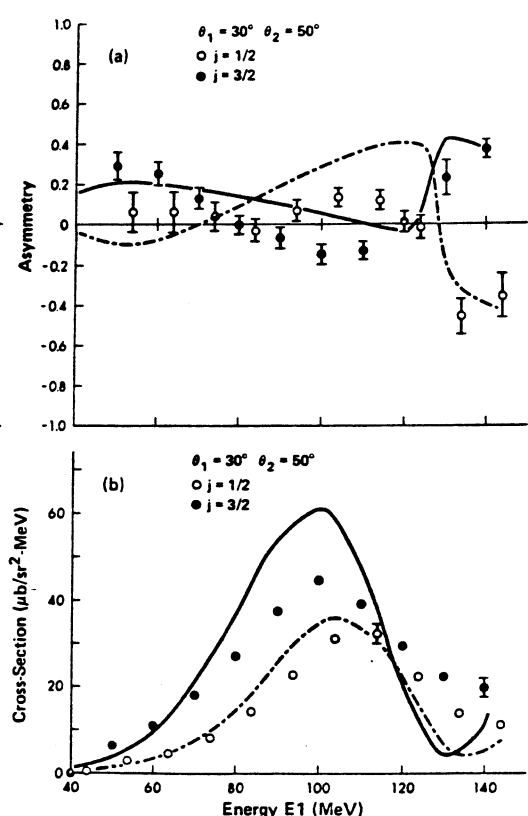 θ₁ = 30° θ₂ = 50°
(a)
○ j = 1/2
● j = 3/2
1.0
0.8
0.6
0.4
0.2
0
-0.2
-0.4
-0.6
-0.8
-1.0
Asymmetry
θ₁ = 30° θ₂ = 50°
(b)
○ j = 1/2
● j = 3/2
60
40
20
0
Cross-Section (μb/sr²-MeV)
40 60 80 100 120 140
Energy E1 (MeV)